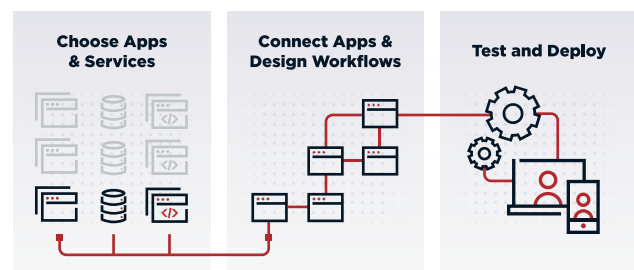 Choose Apps
& Services
Connect Apps &
Design Workflows
Test and Deploy
</>
</>
</>